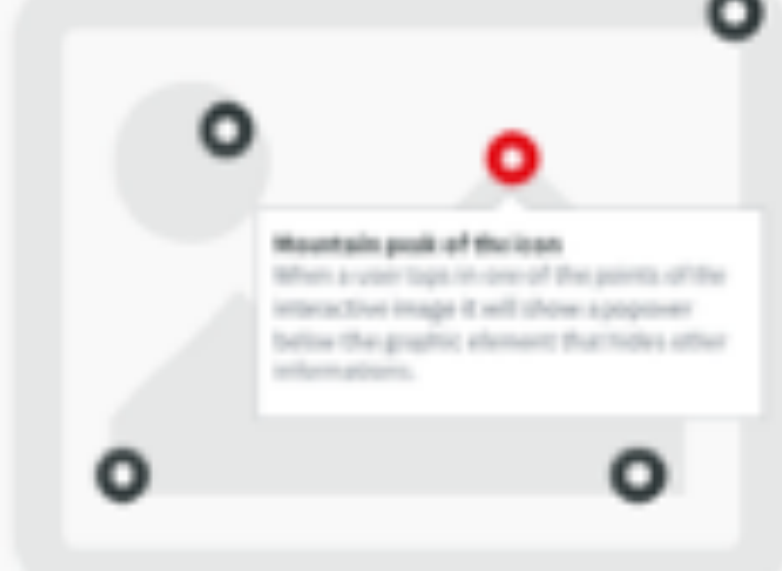 Mountain peak of the icon
When a user taps in one of the points of the
interactive image it will show a popover
below the graphic element that hides other
informations.